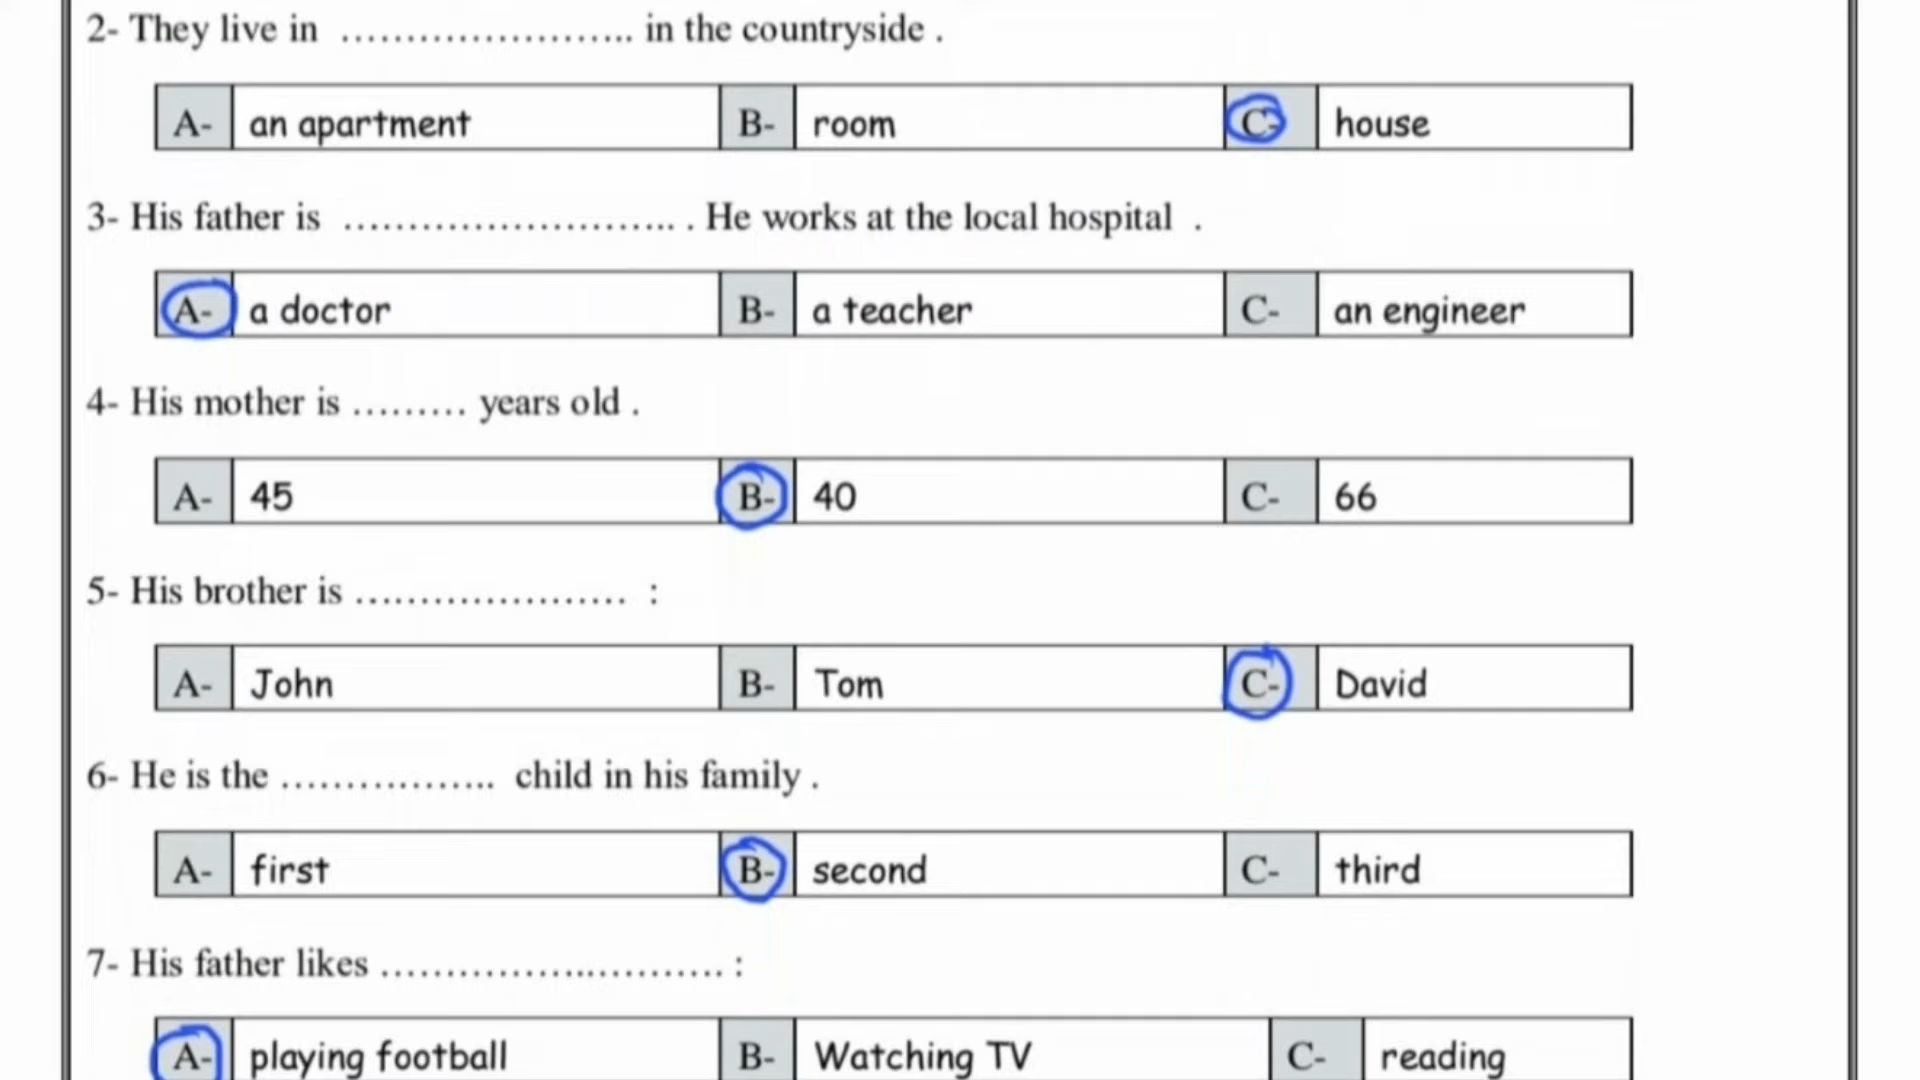 2- They live in ........................ in the countryside .
A- an apartment B- room C- house
3- His father is ........................... . He works at the local hospital .
A- a doctor B- a teacher C- an engineer
4- His mother is ......... years old .
A- 45 B- 40 C- 66
5- His brother is ..................... :
A- John B- Tom C- David
6- He is the ................. child in his family .
A- first B- second C- third
7- His father likes ........................... :
A- playing football B- Watching TV C- reading